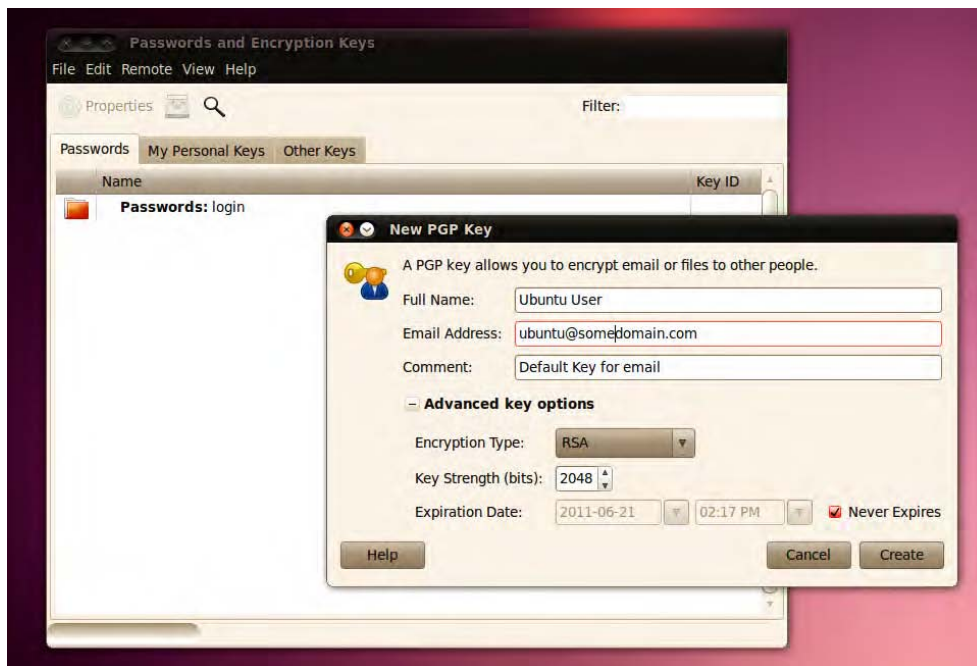 Passwords and Encryption Keys
File Edit Remote View Help
Properties Filter:
Passwords My Personal Keys Other Keys
Name Key ID
Passwords: login
New PGP Key
A PGP key allows you to encrypt email or files to other people.
Full Name: Ubuntu User
Email Address: ubuntu@somedomain.com
Comment: Default Key for email
Advanced key options
Encryption Type: RSA
Key Strength (bits): 2048
Expiration Date: 2011-06-21 02:17 PM Never Expires
Help Cancel Create